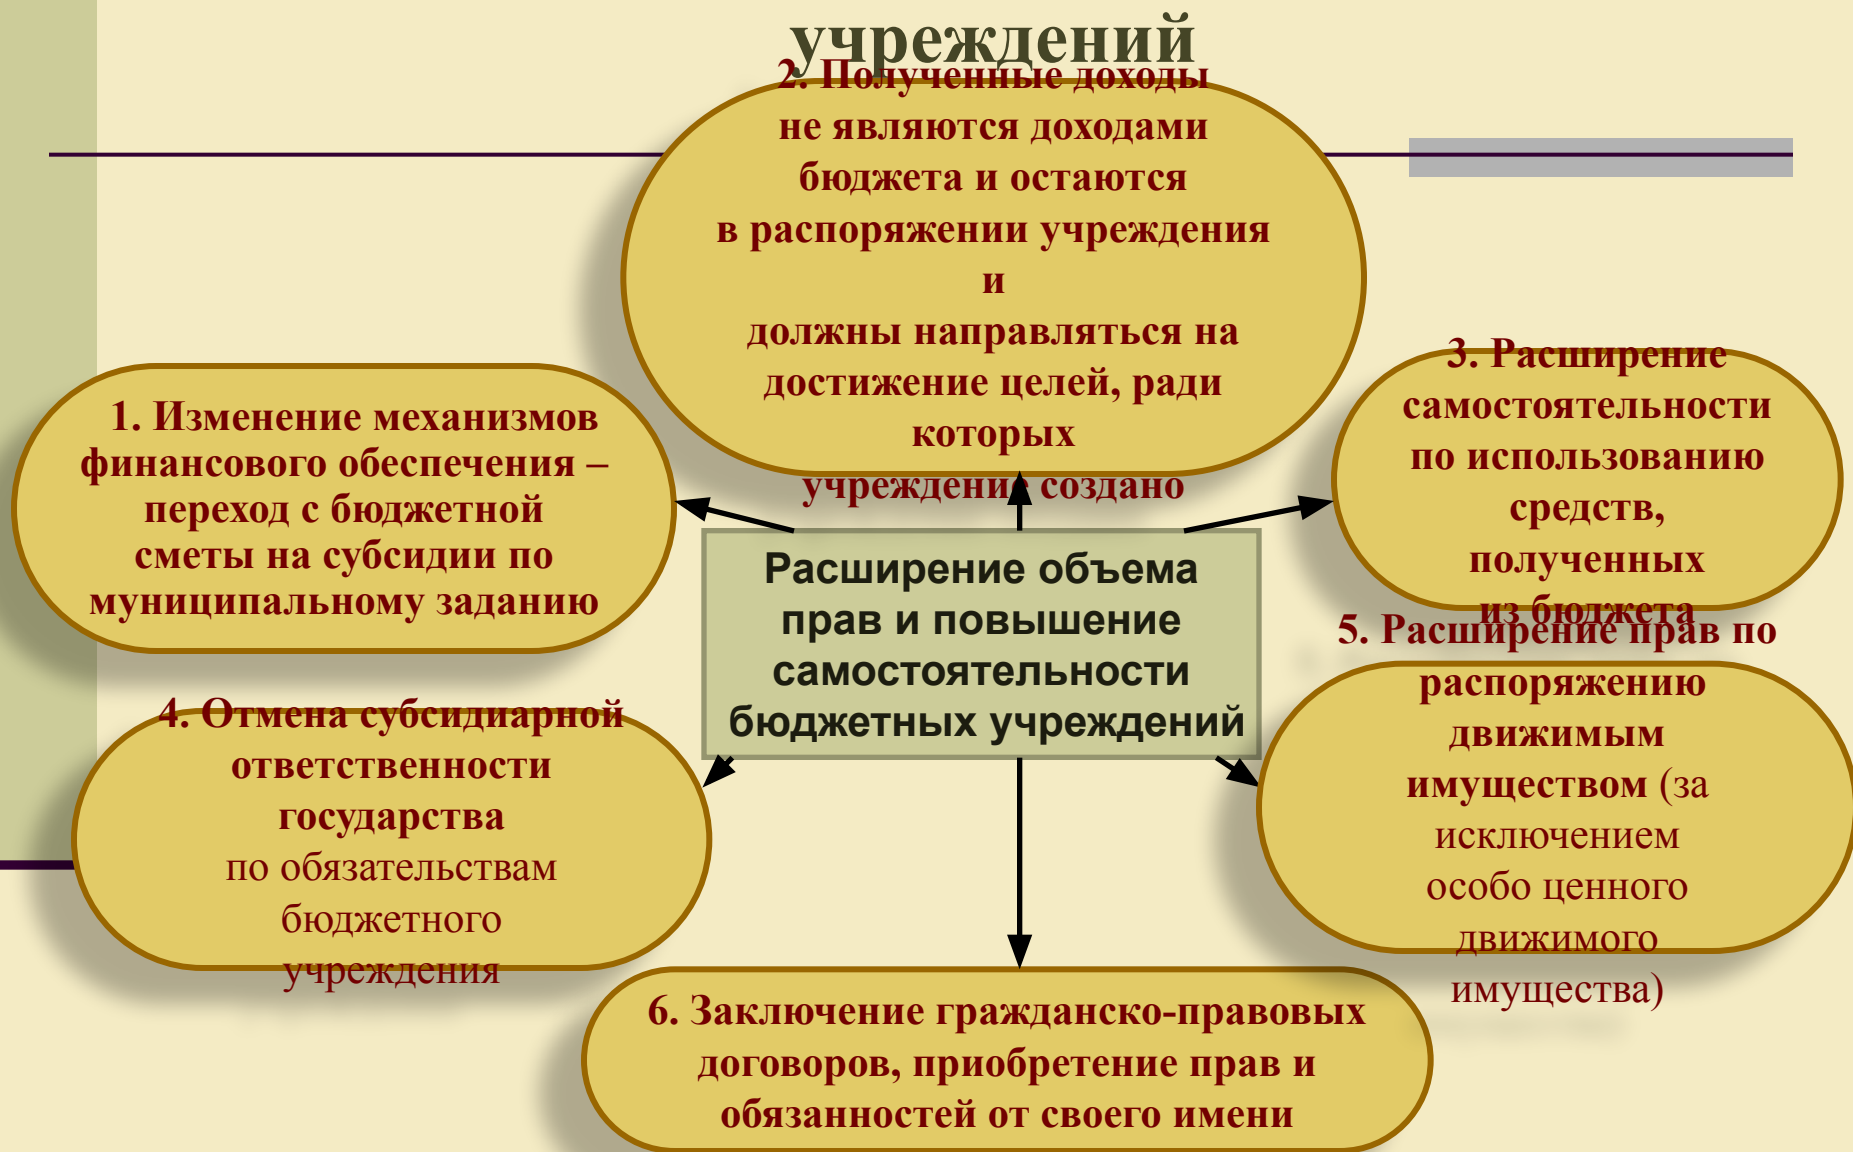 учреждений
2. Полученные доходы
не являются доходами
бюджета и остаются
в распоряжении учреждения
и
должны направляться на
достижение целей, ради
которых
учреждение создано
1. Изменение механизмов
финансового обеспечения –
переход с бюджетной
сметы на субсидии по
муниципальному заданию
3. Расширение
самостоятельности
по использованию
средств,
полученных
из бюджета
Расширение объема
прав и повышение
самостоятельности
бюджетных учреждений
4. Отмена субсидиарной
ответственности
государства
по обязательствам
бюджетного
учреждения
5. Расширение прав по
распоряжению
движимым
имуществом (за
исключением
особо ценного
движимого
имущества)
6. Заключение гражданско-правовых
договоров, приобретение прав и
обязанностей от своего имени